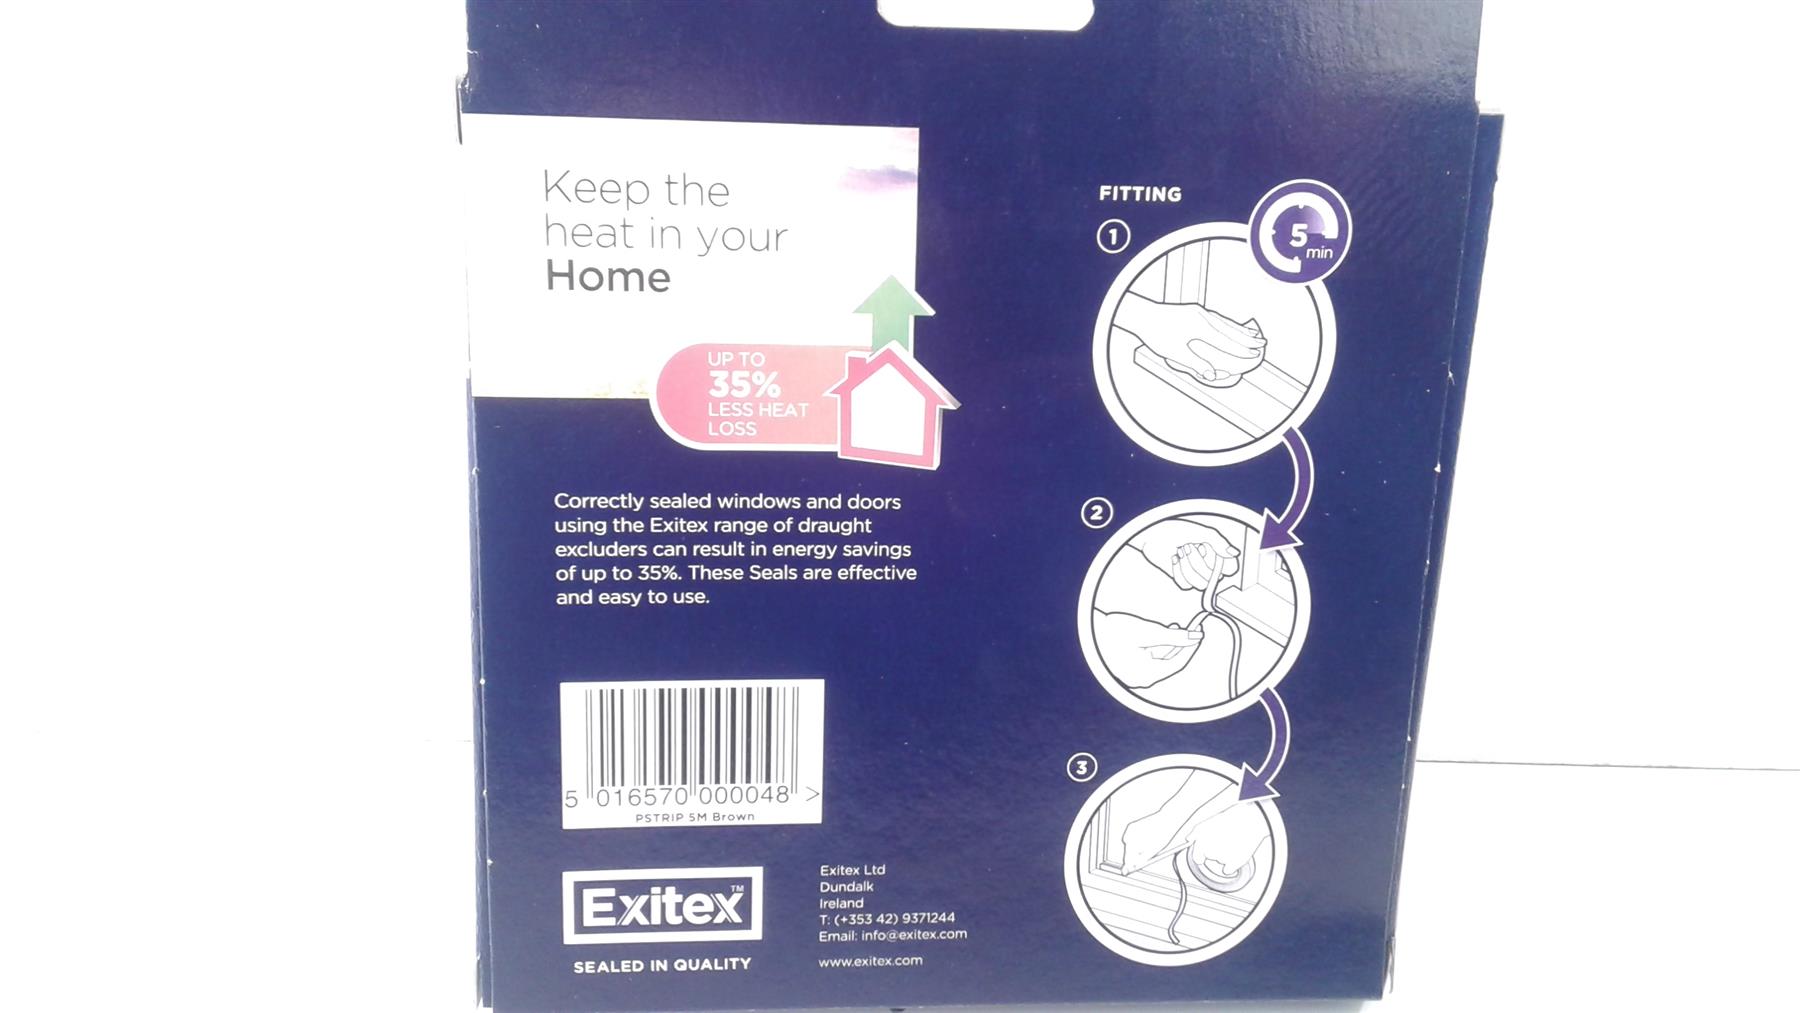 Keep the
heat in your
Home
UP TO
35%
LESS HEAT
LOSS
Correctly sealed windows and doors
using the Exitex range of draught
excluders can result in energy savings
of up to 35%. These Seals are effective
and easy to use.
5 016570 000048 >
PSTRIP 5M Brown
Exitex™
SEALED IN QUALITY
Exitex Ltd
Dundalk
Ireland
T: (+353 42) 9371244
Email: info@exitex.com
www.exitex.com
FITTING
1
5
min
2
3